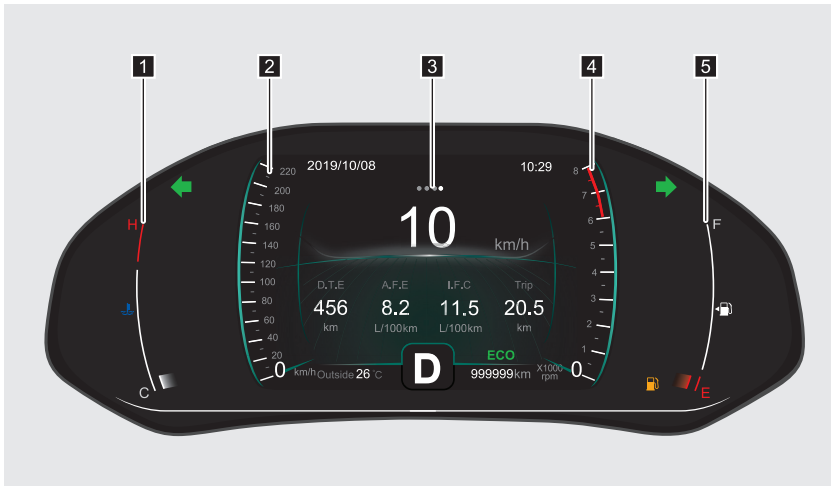 1
2
3
4
5
2019/10/08
10:29
220
200
180
160
140
120
100
80
60
40
20
0
km/h
H
C
10
km/h
D.T.E
A.F.E
I.F.C
Trip
456
8.2
11.5
20.5
km
L/100km
L/100km
km
ECO
Outside 26 °C
D
999999km
8
7
6
5
4
3
2
1
0
X1000
rpm
F
E